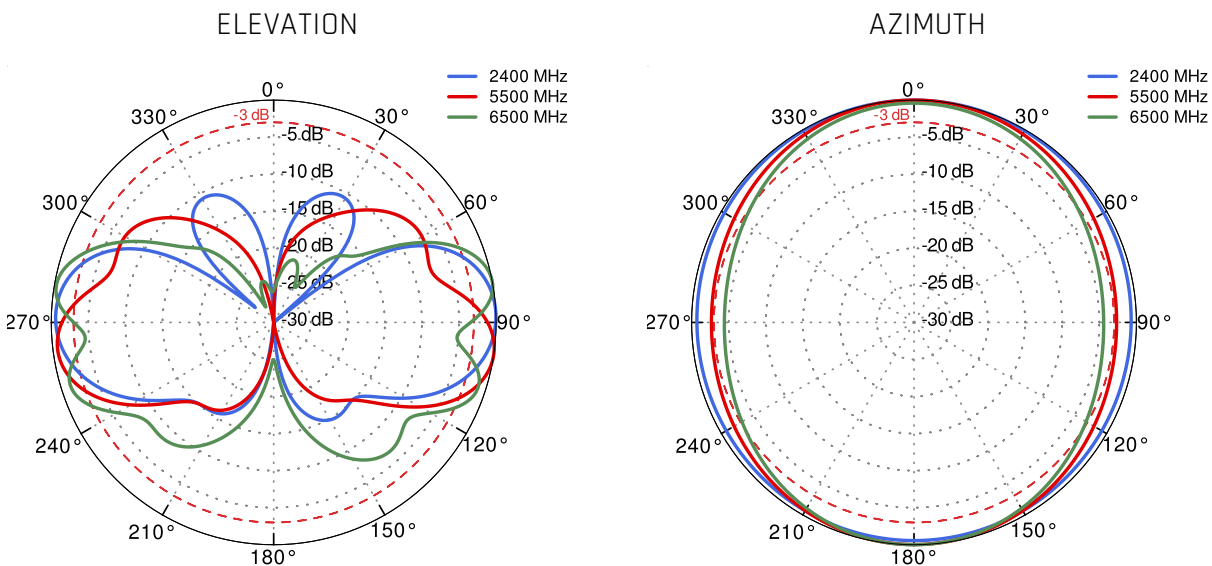 ELEVATION
2400 MHz
5500 MHz
6500 MHz
0°
330°
-3 dB
30°
-5 dB
-10 dB
300°
60°
-15 dB
-20 dB
-25 dB
270°
-30 dB
90°
240°
120°
210°
150°
180°
AZIMUTH
2400 MHz
5500 MHz
6500 MHz
0°
330°
-3 dB
30°
-5 dB
-10 dB
300°
60°
-15 dB
-20 dB
-25 dB
270°
-30 dB
90°
240°
120°
210°
150°
180°